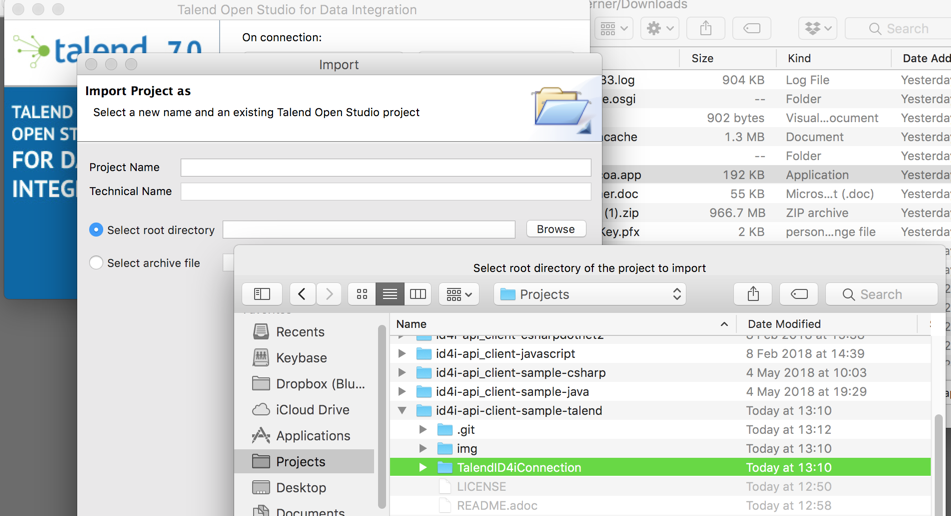 Talend Open Studio for Data Integration
erner/Downloads
talend 7.0
On connection:
Search
Import
Size Kind Date Add
Import Project as
Select a new name and an existing Talend Open Studio project
33.log 904 KB Log File Yesterda
e.osgi -- Folder Yesterda
902 bytes Visual...ocument Yesterda
cache 1.3 MB Document Yesterda
-- Folder Yesterda
coa.app 192 KB Application Yesterda
er.doc 55 KB Micros...t (.doc) Yesterda
(1).zip 966.7 MB ZIP archive Yesterda
Key.pfx 2 KB person...nge file Yesterda
TALEND
OPEN ST
FOR DA
INTEG
Project Name
Technical Name
Select root directory Browse
Select archive file
Select root directory of the project to import
Projects
Search
Name Date Modified
Recents
Keybase
Dropbox (Blu...
iCloud Drive
Applications
Projects
Desktop
Documents
id4i-api_client-csharpdotnet2 8 Feb 2018 at 13:38
id4i-api_client-javascript 8 Feb 2018 at 14:39
id4i-api_client-sample-csharp 4 May 2018 at 10:03
id4i-api_client-sample-java 4 May 2018 at 19:29
id4i-api-client-sample-talend Today at 13:10
.git Today at 13:12
img Today at 13:10
TalendID4iConnection Today at 13:10
LICENSE Today at 12:50
README.adoc Today at 12:58